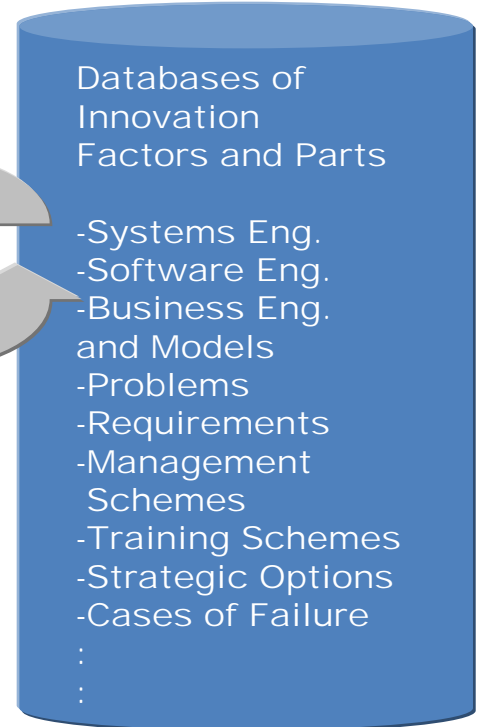 Databases of
Innovation
Factors and Parts
-Systems Eng.
-Software Eng.
-Business Eng.
and Models
-Problems
-Requirements
-Management
Schemes
-Training Schemes
-Strategic Options
-Cases of Failure
:
: